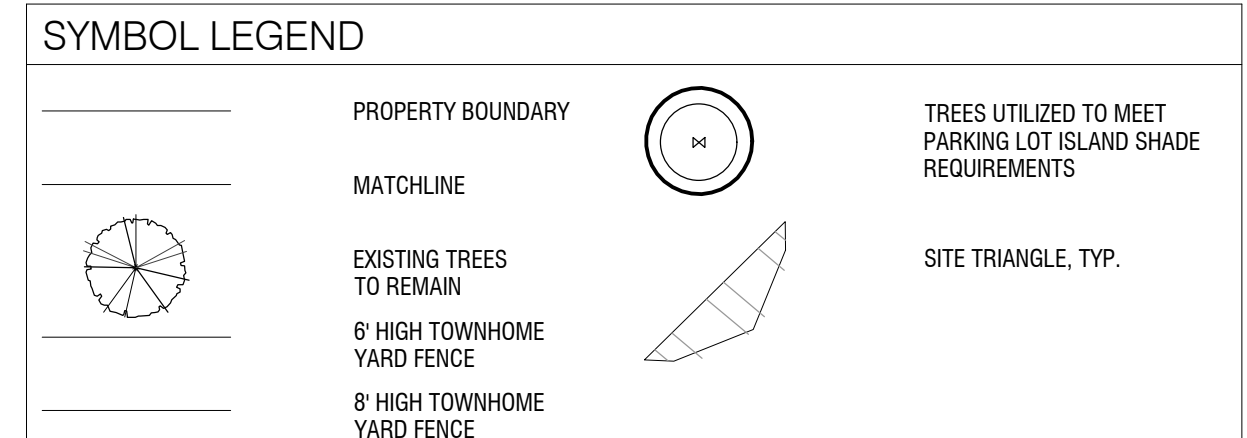 SYMBOL LEGEND
PROPERTY BOUNDARY
MATCHLINE
EXISTING TREES
TO REMAIN
6' HIGH TOWNHOME
YARD FENCE
8' HIGH TOWNHOME
YARD FENCE
TREES UTILIZED TO MEET
PARKING LOT ISLAND SHADE
REQUIREMENTS
SITE TRIANGLE, TYP.